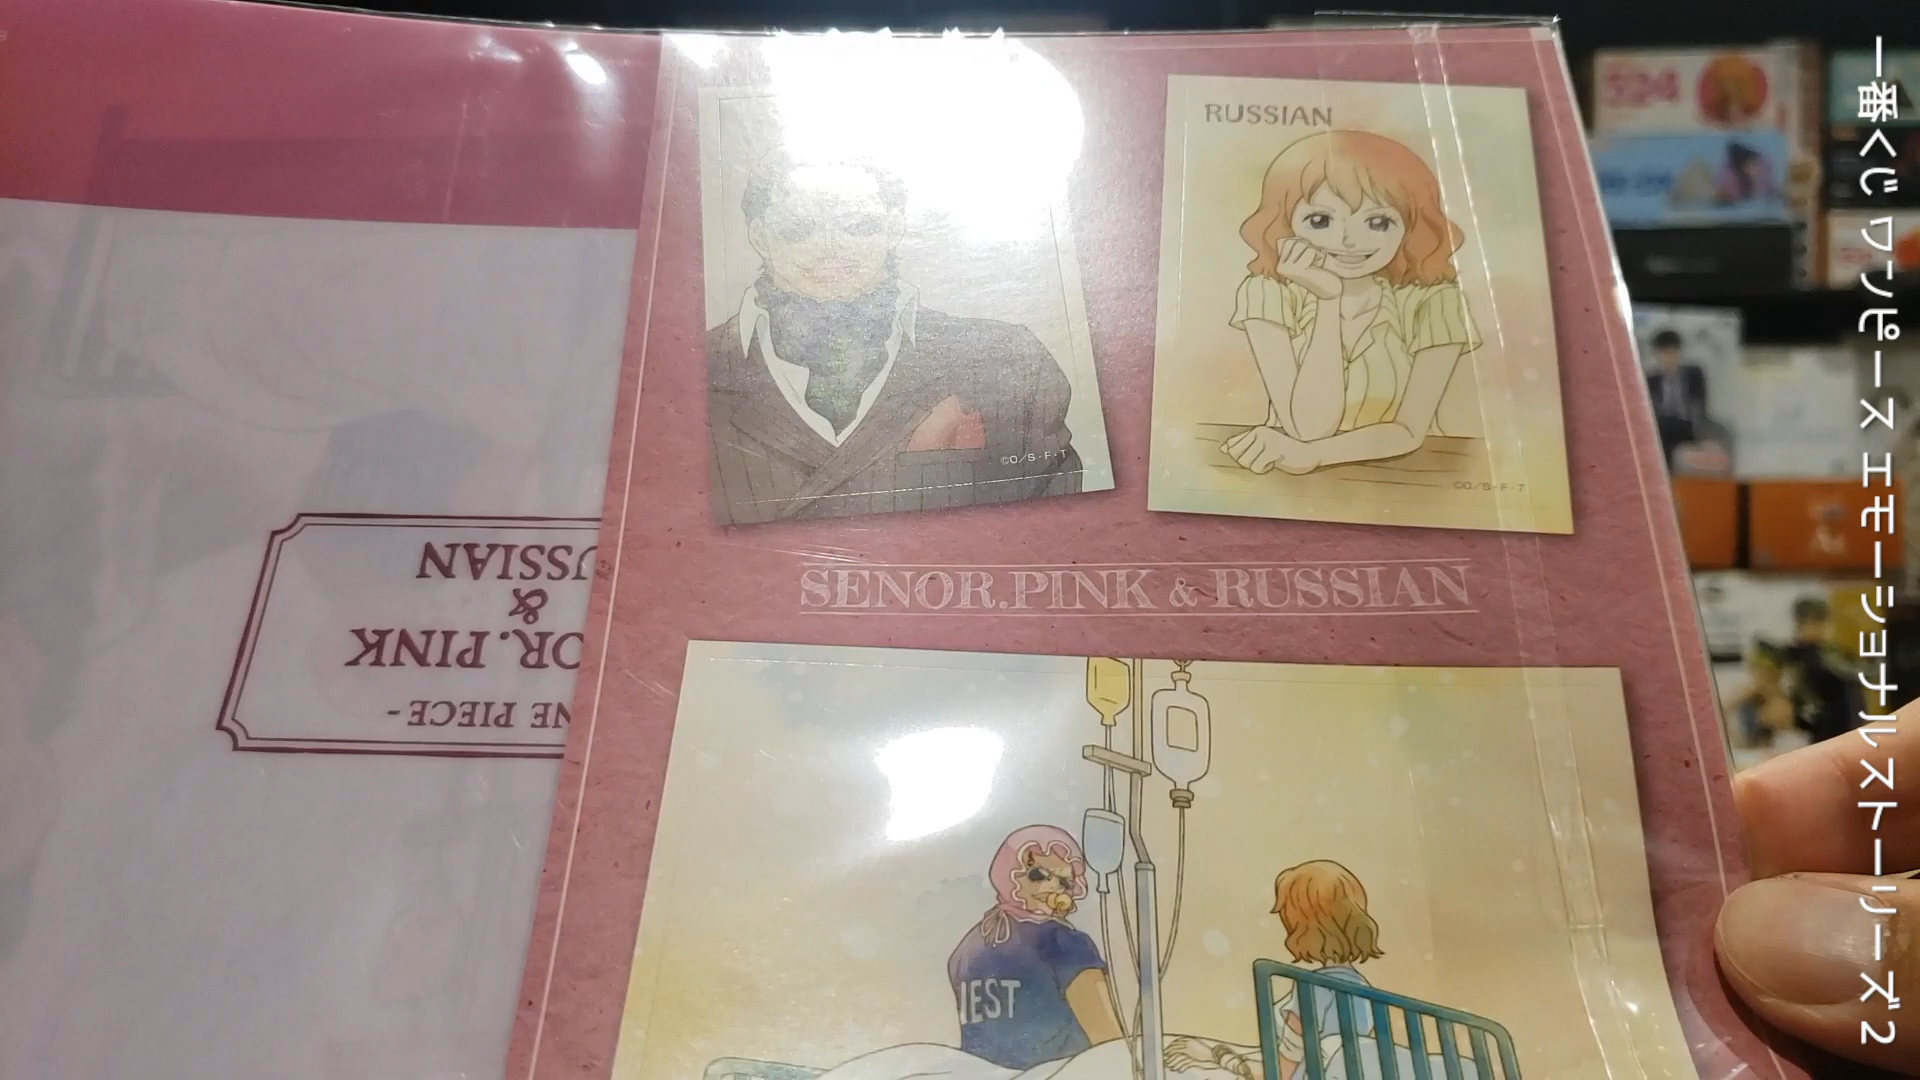 RUSSIAN
©O/S・F・T
©O/S・F・T
SENOR.PINK & RUSSIAN
IEST
NE PIECE -
OR. PINK
&
USSIAN
524
一番くじ ワンピース エモーショナルストーリーズ2